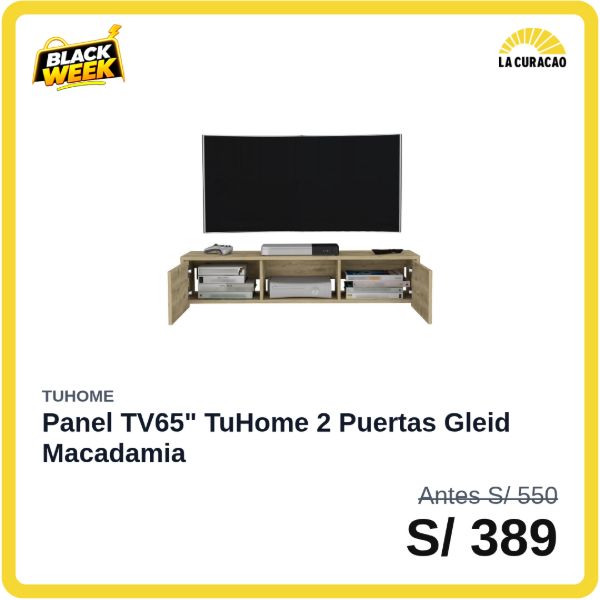 BLACK
WEEK
LA CURACAO
TUHOME
Panel TV65" TuHome 2 Puertas Gleid
Macadamia
Antes S/ 550
S/ 389